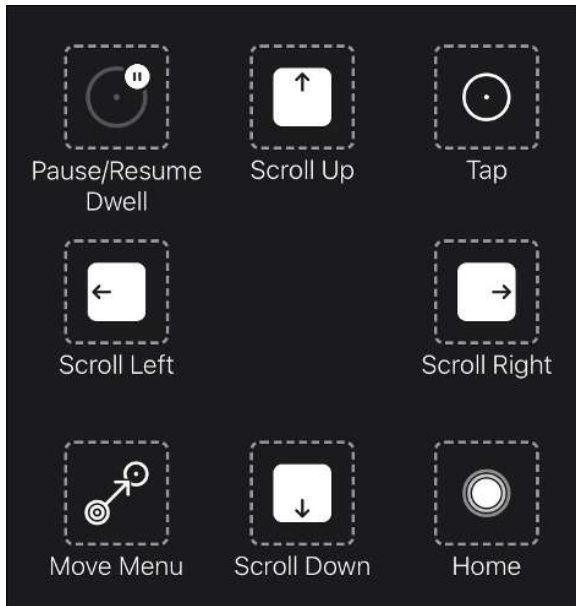 Pause/Resume
Dwell
Scroll Up
Tap
Scroll Left
Scroll Right
Move Menu
Scroll Down
Home